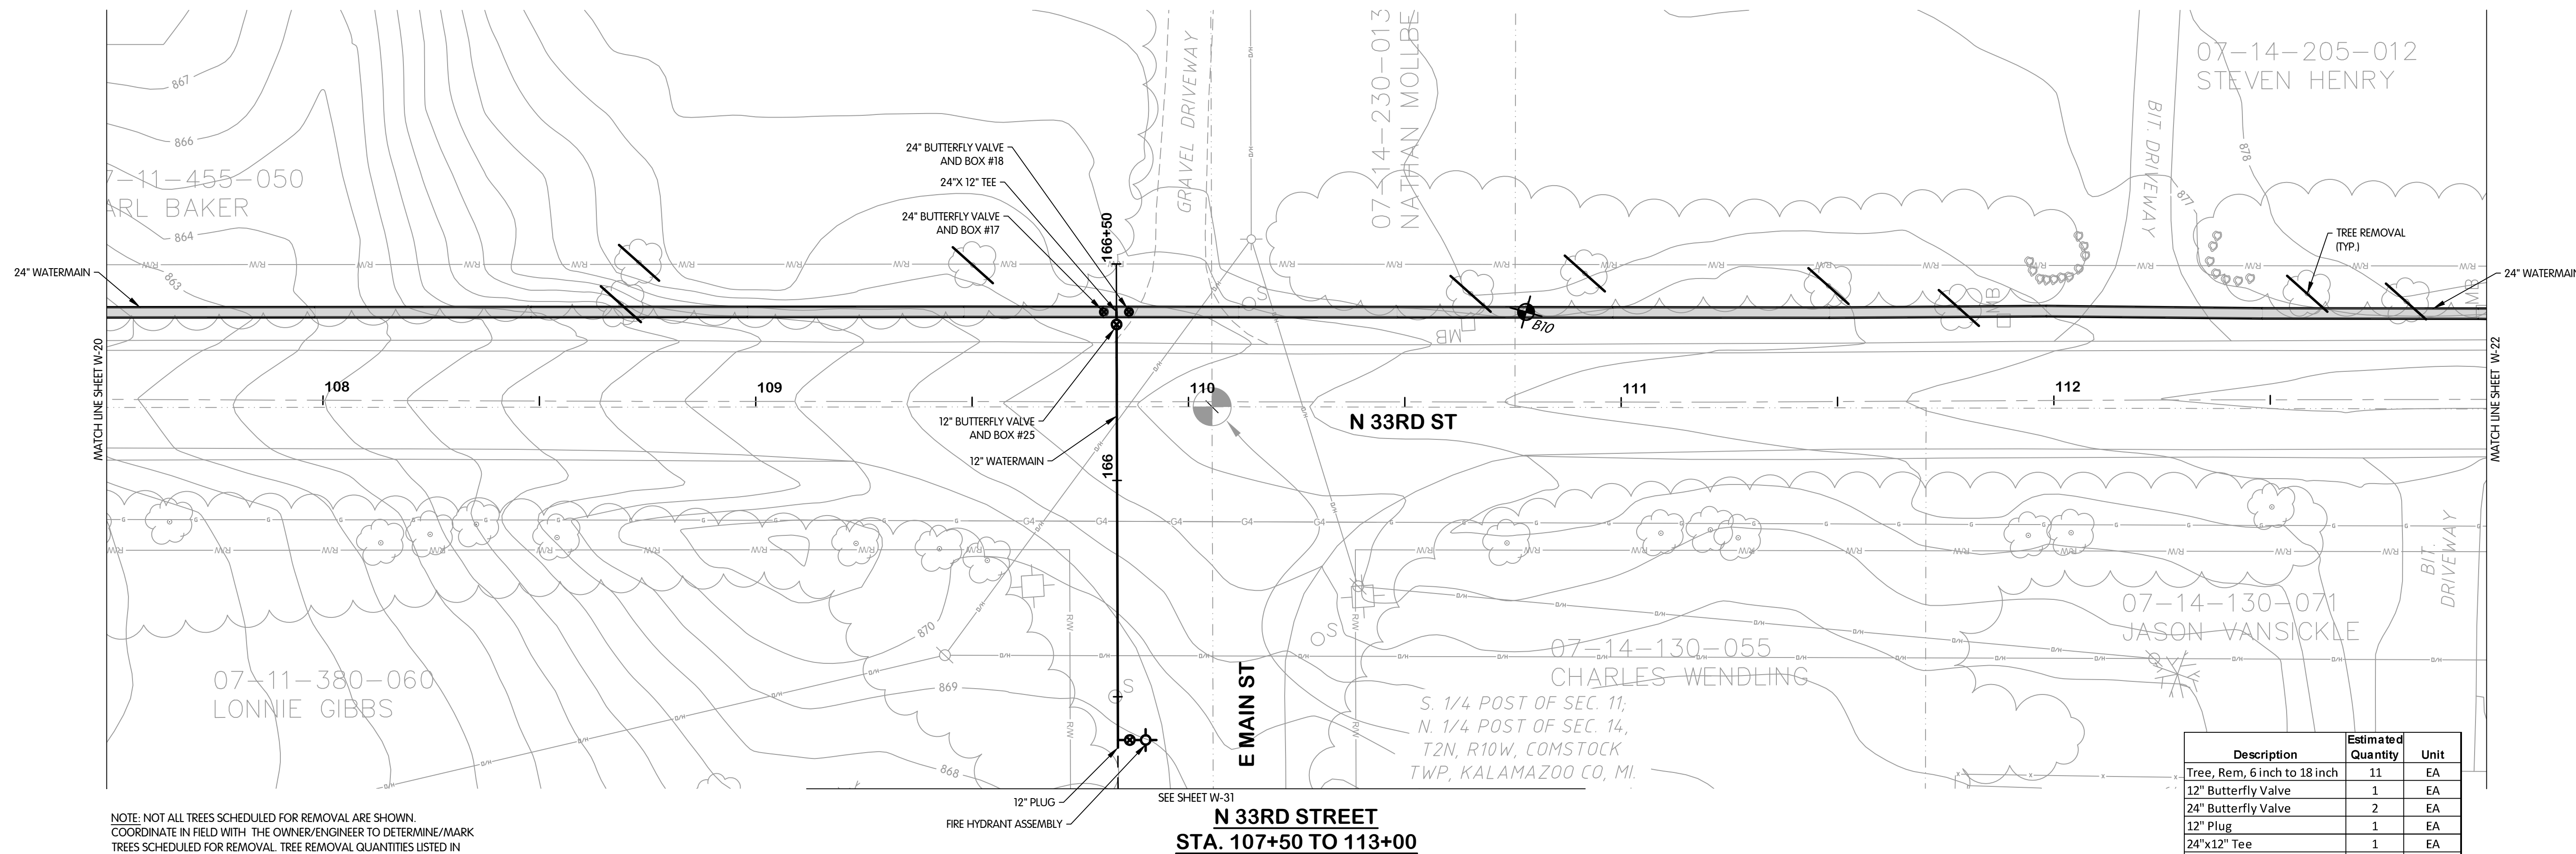 867
866
7-11-455-050
ARL BAKER
864
863
24" WATERMAIN
MATCH LINE SHEET W-20
24" BUTTERFLY VALVE
AND BOX #18
24"X 12" TEE
24" BUTTERFLY VALVE
AND BOX #17
166+50
GRAVEL DRIVEWAY
07-14-230-013
NATHAN MOLLBE
BIT. DRIVEWAY
07-14-205-012
STEVEN HENRY
878
877
TREE REMOVAL
(TYP.)
24" WATERMAIN
MATCH LINE SHEET W-22
R/W
S
MB
B10
MB
MB
108
109
110
111
112
N 33RD ST
12" BUTTERFLY VALVE
AND BOX #25
12" WATERMAIN
166
G4
G4
G4
G4
G4
870
869
868
07-11-380-060
LONNIE GIBBS
S
S
E MAIN ST
07-14-130-055
CHARLES WENDLING
S. 1/4 POST OF SEC. 11;
N. 1/4 POST OF SEC. 14,
T2N, R10W, COMSTOCK
TWP, KALAMAZOO CO, MI.
07-14-130-071
JASON VANSICKLE
BIT.
DRIVEWAY
12" PLUG
FIRE HYDRANT ASSEMBLY
SEE SHEET W-31
N 33RD STREET
STA. 107+50 TO 113+00
NOTE: NOT ALL TREES SCHEDULED FOR REMOVAL ARE SHOWN.
COORDINATE IN FIELD WITH THE OWNER/ENGINEER TO DETERMINE/MARK
TREES SCHEDULED FOR REMOVAL. TREE REMOVAL QUANTITIES LISTED IN
Description Estimated Quantity Unit
Tree, Rem, 6 inch to 18 inch 11 EA
12" Butterfly Valve 1 EA
24" Butterfly Valve 2 EA
12" Plug 1 EA
24"x12" Tee 1 EA